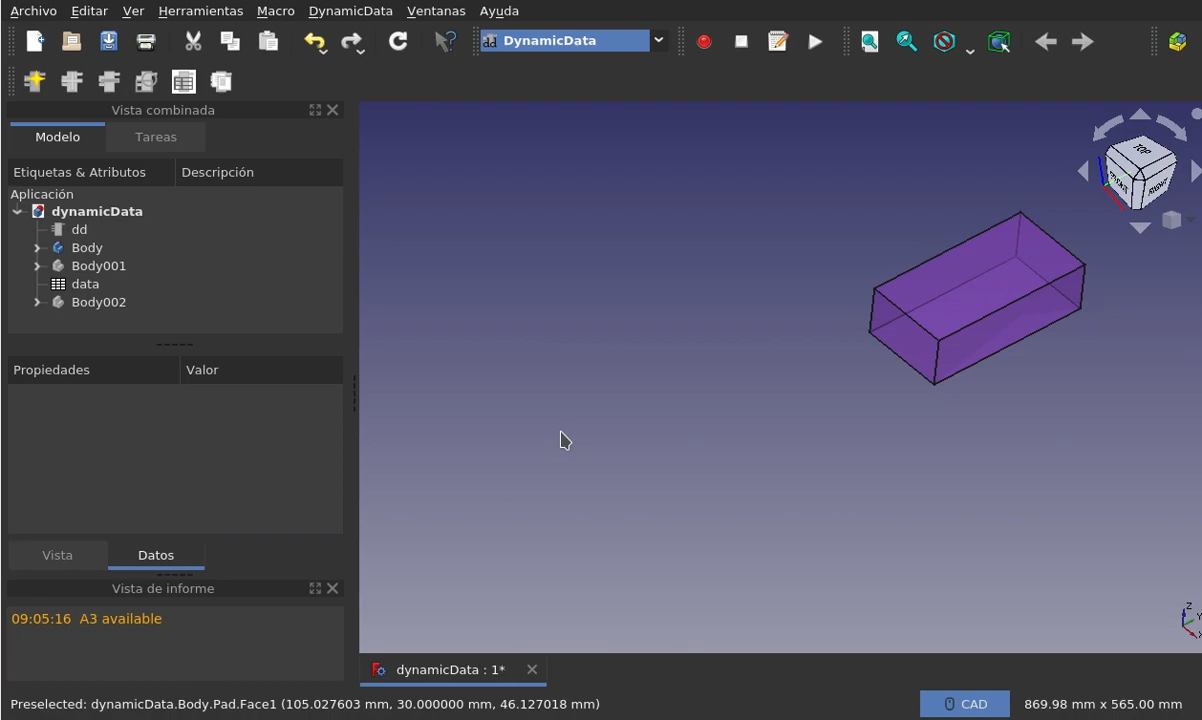 Archivo Editar Ver Herramientas Macro DynamicData Ventanas Ayuda
DynamicData
Vista combinada
Modelo Tareas
Etiquetas & Atributos Descripción
Aplicación
dynamicData
dd
Body
Body001
data
Body002
Propiedades Valor
Vista Datos
Vista de informe
09:05:16 A3 available
TOP
RIGHT
Z
dynamicData : 1*
Preselected: dynamicData.Body.Pad.Face1 (105.027603 mm, 30.000000 mm, 46.127018 mm)
CAD
869.98 mm x 565.00 mm